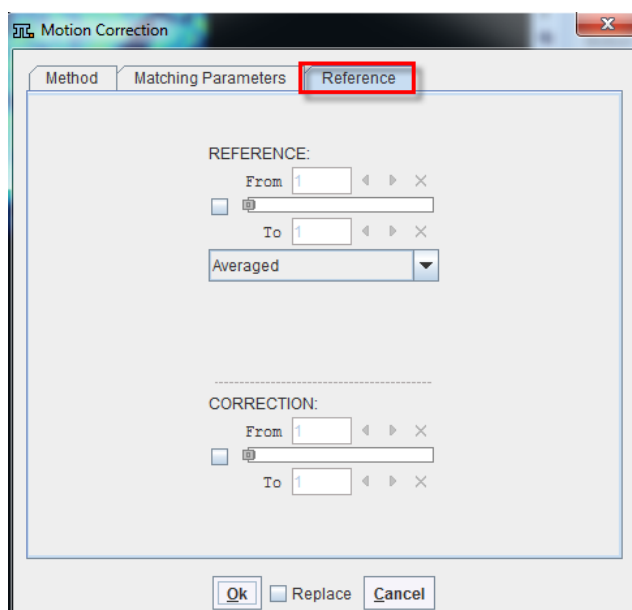 Motion Correction
Method Matching Parameters Reference
REFERENCE:
From 1
To 1
Averaged
CORRECTION:
From 1
To 1
Ok Replace Cancel